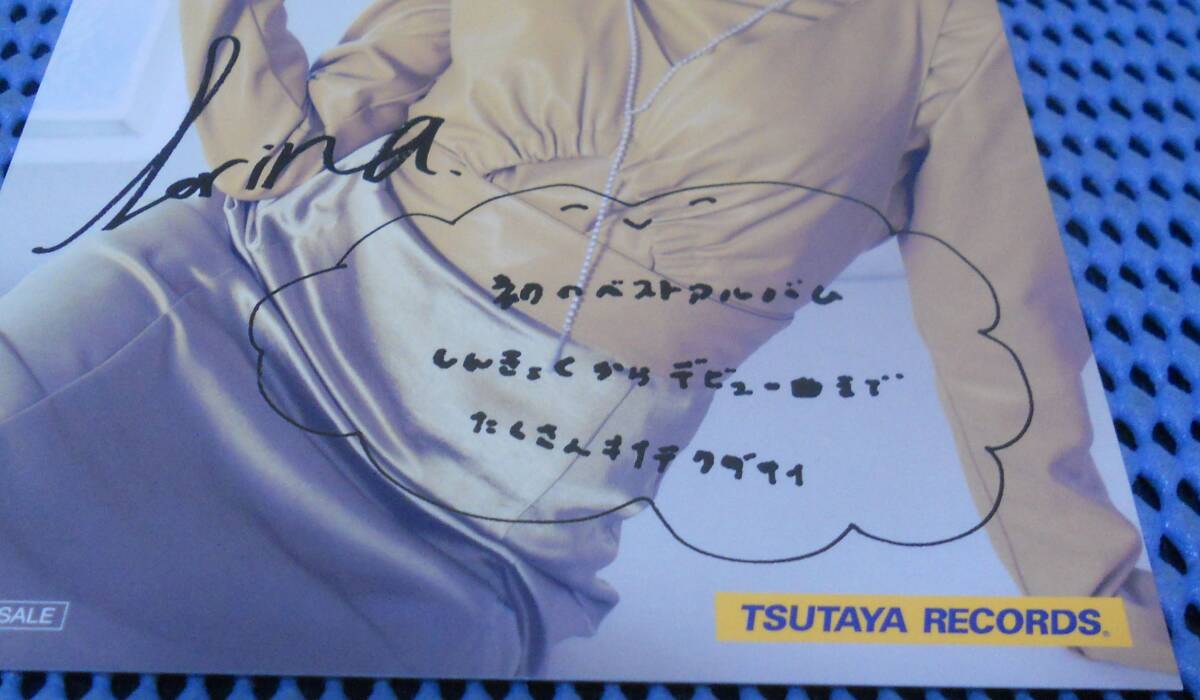 Lorina.
初のベストアルバム
しんきょくからデビュー曲まで
たくさんキイテクダサイ
SALE
TSUTAYA RECORDS.